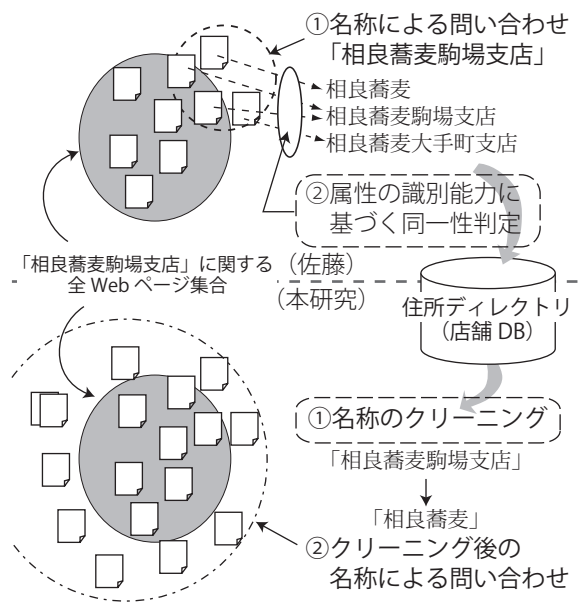 ①名称による問い合わせ
「相良蕎麦駒場支店」
相良蕎麦
相良蕎麦駒場支店
相良蕎麦大手町支店
②属性の識別能力に
基づく同一性判定
「相良蕎麦駒場支店」に関する
全 Web ページ集合
（佐藤）
（本研究）
住所ディレクトリ
（店舗 DB）
①名称のクリーニング
「相良蕎麦駒場支店」
「相良蕎麦」
②クリーニング後の
名称による問い合わせ